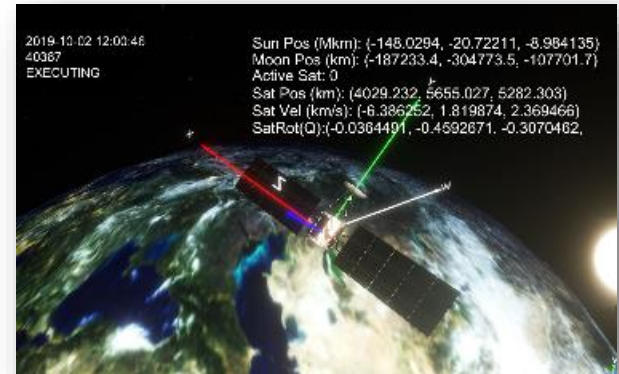 2019-10-02 12:00:46
40387
EXECUTING
Sun Pos (Mkm): (-148.0294, -20.72211, -8.984135)
Moon Pos (km): (-187233.4, -304773.5, -107701.7)
Active Sat: 0
Sat Pos (km): (4029.232, 5655.027, 5282.303)
Sat Vel (km/s): (-6.386252, 1.819874, 2.369466)
SatRot(Q):(-0.0364491, -0.4592671, -0.3070462,